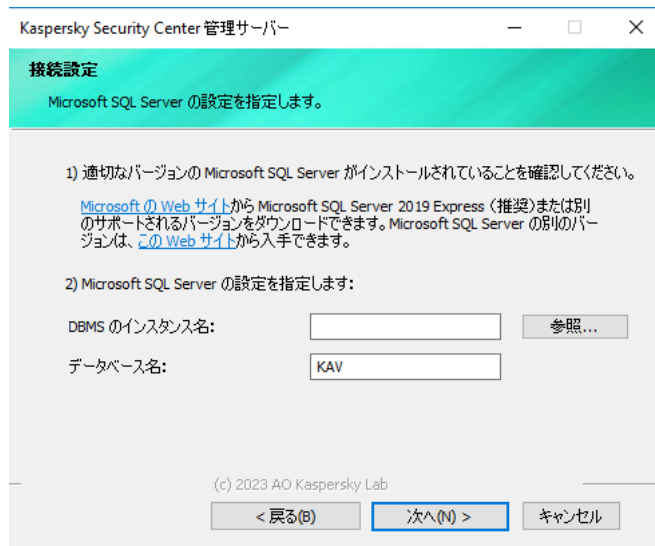 Kaspersky Security Center 管理サーバー
接続設定
Microsoft SQL Server の設定を指定します。
1) 適切なバージョンの Microsoft SQL Server がインストールされていることを確認してください。
Microsoft の Web サイトから Microsoft SQL Server 2019 Express (推奨)または別
のサポートされるバージョンをダウンロードできます。Microsoft SQL Server の別のバー
ジョンは、この Web サイトから入手できます。
2) Microsoft SQL Server の設定を指定します:
DBMS のインスタンス名:
参照...
データベース名:
KAV
(c) 2023 AO Kaspersky Lab
< 戻る(B)
次へ(N) >
キャンセル